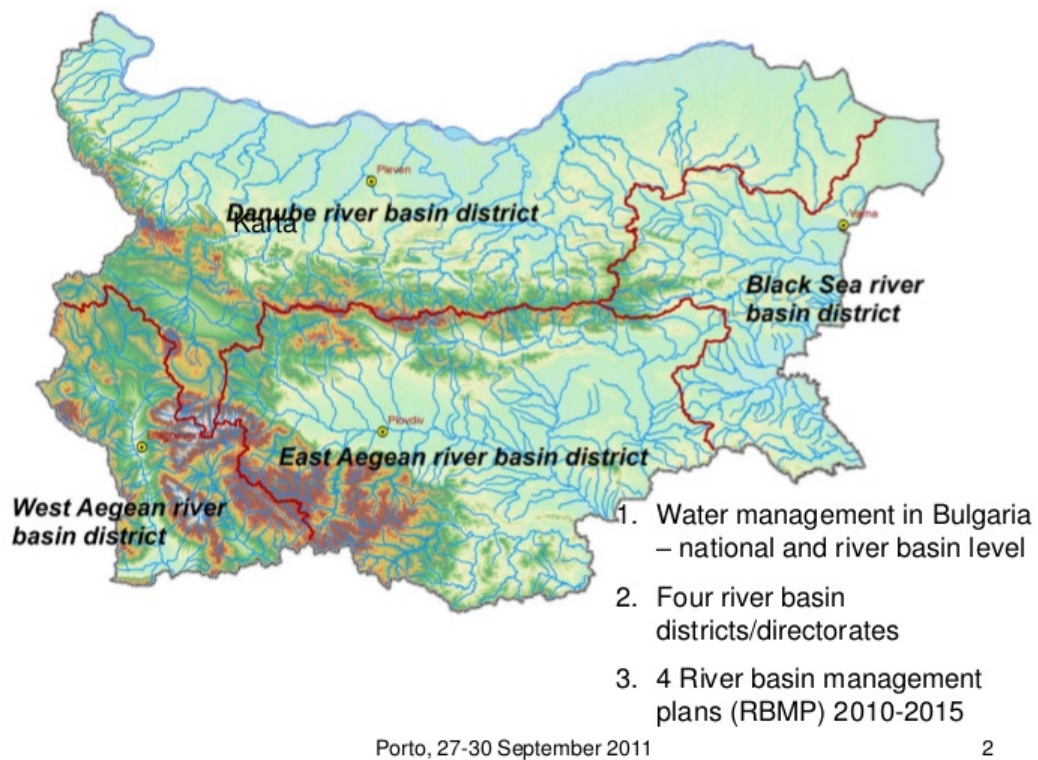 Pleven
Danube river basin district
Karta
Varna
Black Sea river
basin district
Plovdiv
East Aegean river basin district
West Aegean river
basin district
1. Water management in Bulgaria
– national and river basin level
2. Four river basin
districts/directorates
3. 4 River basin management
plans (RBMP) 2010-2015
Porto, 27-30 September 2011
2